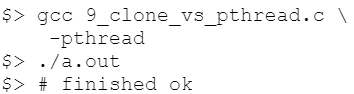 $> gcc 9_clone_vs_pthread.c \
-pthread
$> ./a.out
$> # finished ok